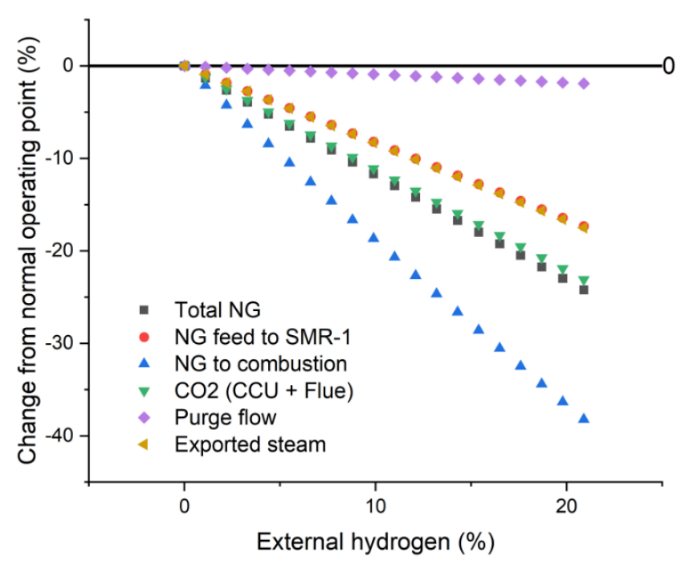 Change from normal operating point (%)
0
-10
-20
-30
-40
0
Total NG
NG feed to SMR-1
NG to combustion
CO2 (CCU + Flue)
Purge flow
Exported steam
0
10
20
External hydrogen (%)